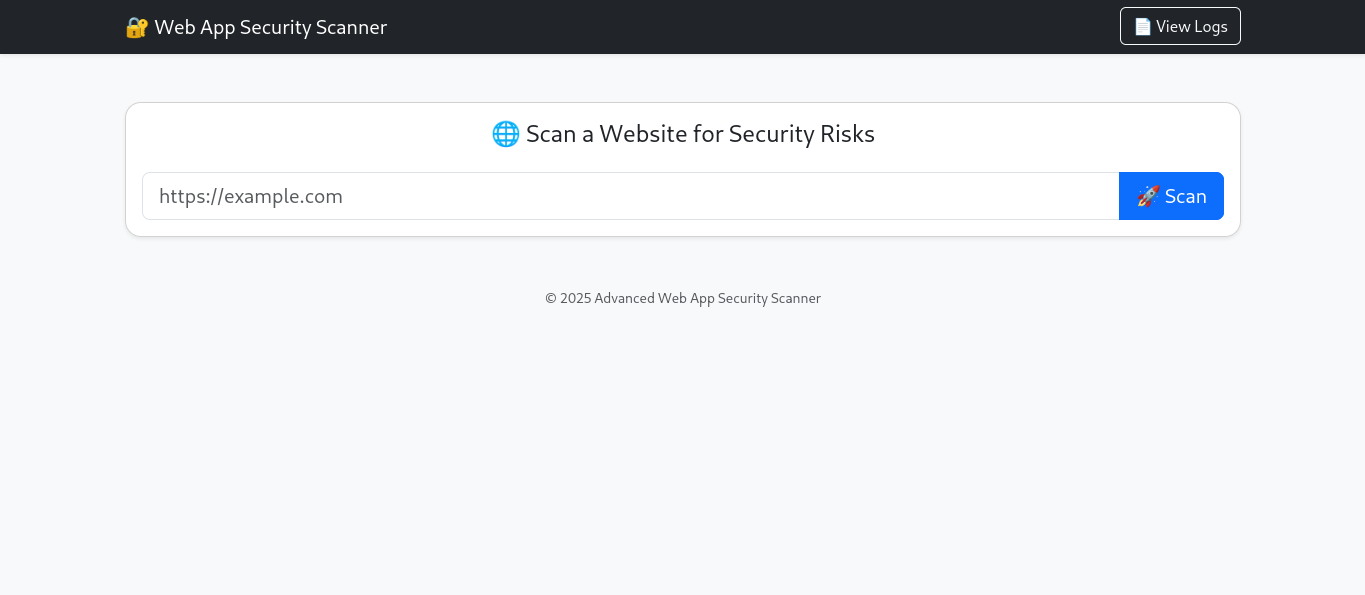 🔐 Web App Security Scanner
📄 View Logs
🌐 Scan a Website for Security Risks
https://example.com
🚀 Scan
© 2025 Advanced Web App Security Scanner